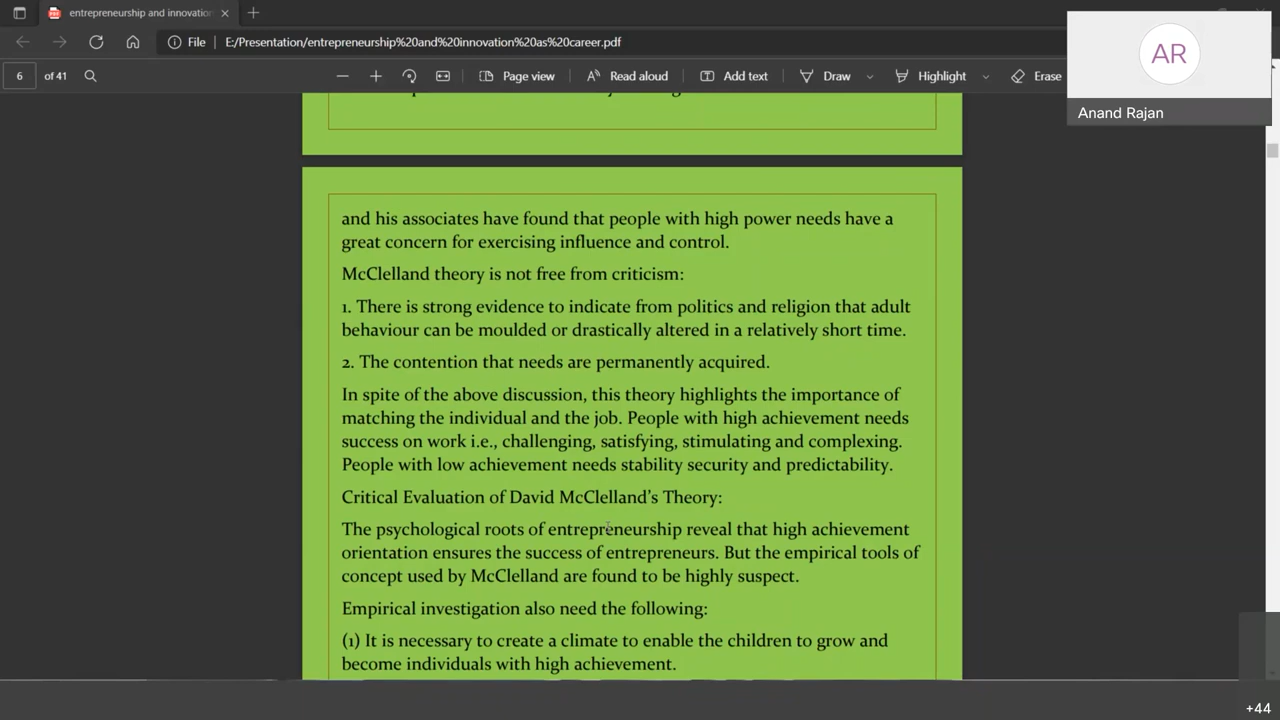 entrepreneurship and innovation
File
E:/Presentation/entrepreneurship%20and%20innovation%20as%20career.pdf
6 of 41
Page view
Read aloud
Add text
Draw
Highlight
Erase
AR
Anand Rajan
and his associates have found that people with high power needs have a
great concern for exercising influence and control.
McClelland theory is not free from criticism:
1. There is strong evidence to indicate from politics and religion that adult
behaviour can be moulded or drastically altered in a relatively short time.
2. The contention that needs are permanently acquired.
In spite of the above discussion, this theory highlights the importance of
matching the individual and the job. People with high achievement needs
success on work i.e., challenging, satisfying, stimulating and complexing.
People with low achievement needs stability security and predictability.
Critical Evaluation of David McClelland's Theory:
The psychological roots of entrepreneurship reveal that high achievement
orientation ensures the success of entrepreneurs. But the empirical tools of
concept used by McClelland are found to be highly suspect.
Empirical investigation also need the following:
(1) It is necessary to create a climate to enable the children to grow and
become individuals with high achievement.
+44